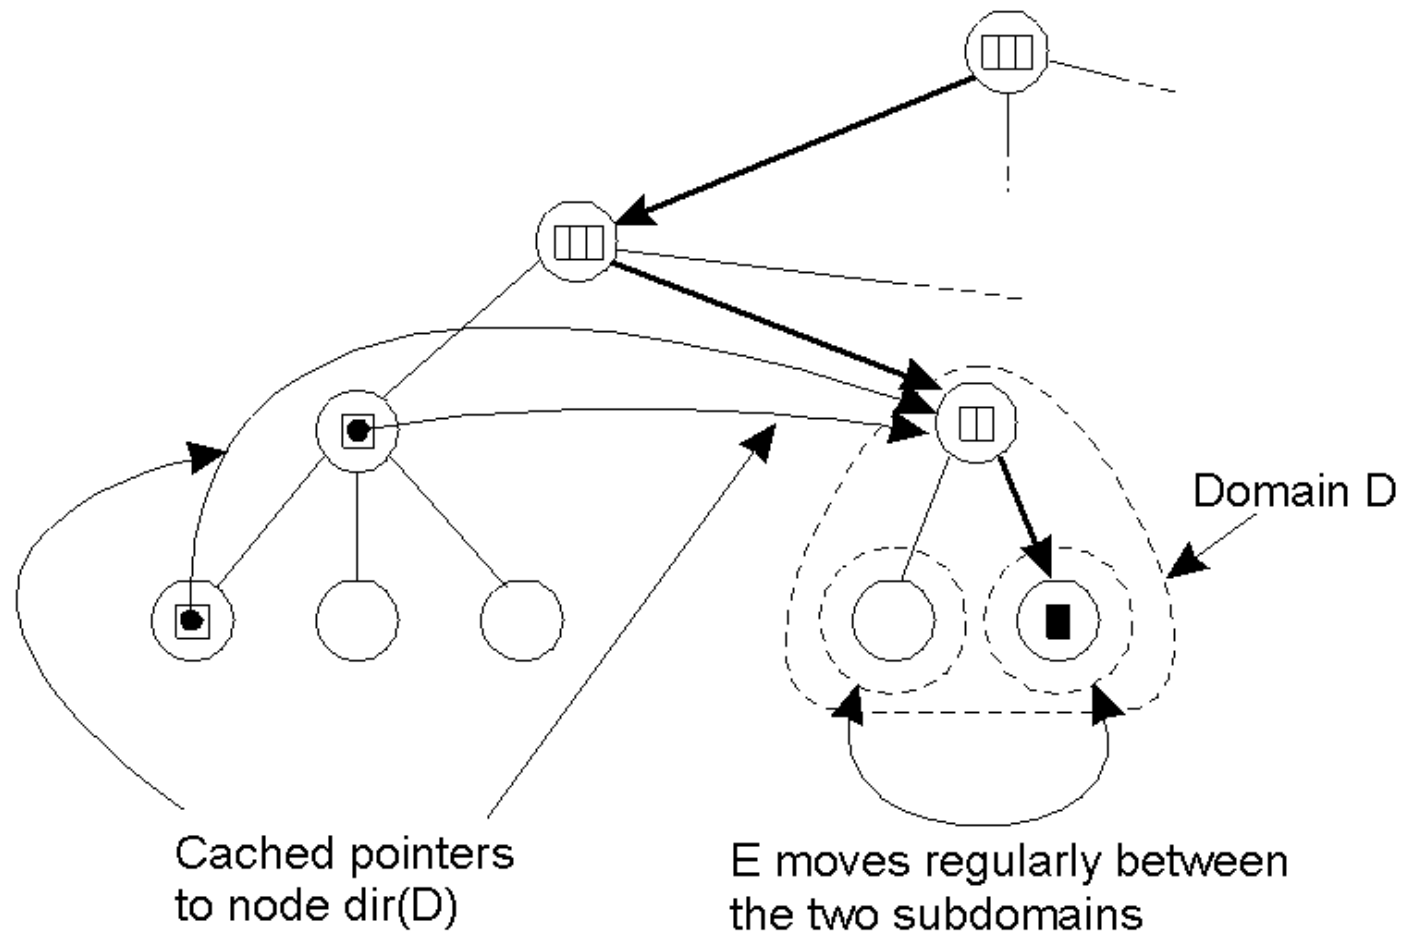 Domain D
Cached pointers
to node dir(D)
E moves regularly between
the two subdomains